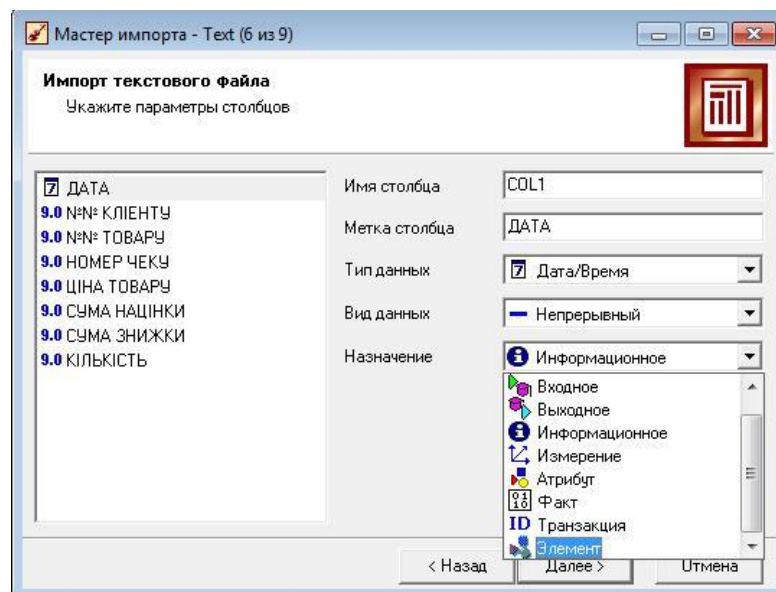 Мастер импорта - Text (6 из 9)
Импорт текстового файла
Укажите параметры столбцов
7 ДАТА
9.0 №№ КЛІЕНТУ
9.0 №№ ТОВАРУ
9.0 НОМЕР ЧЕКУ
9.0 ЦІНА ТОВАРУ
9.0 СУМА НАЦІНКИ
9.0 СУМА ЗНИЖКИ
9.0 КІЛЬКІСТЬ
Имя столбца COL1
Метка столбца ДАТА
Тип данных 7 Дата/Время
Вид данных Непрерывный
Назначение Информационное
Входное
Выходное
Информационное
Измерение
Атрибут
Факт
ID Транзакция
Элемент
< Назад Далее > Отмена